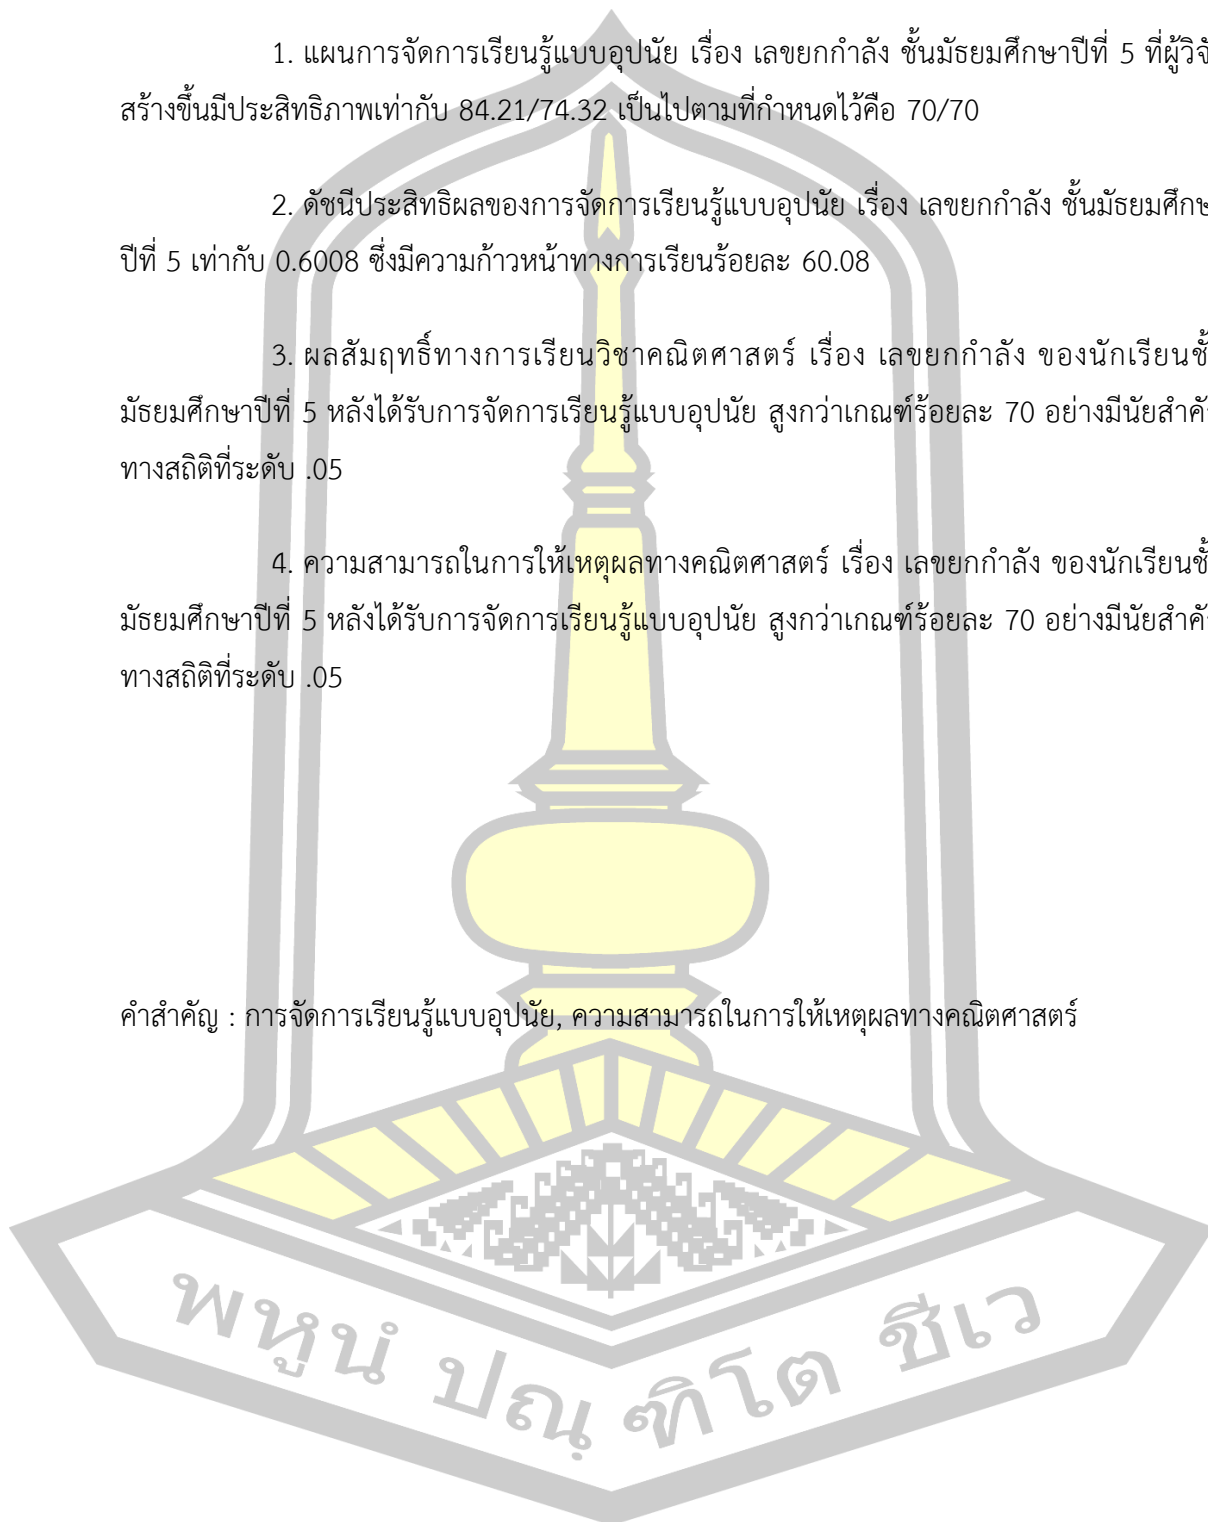 1. แผนการจัดการเรียนรู้แบบอุปนัย เรื่อง เลขยกกำลัง ชั้นมัธยมศึกษาปีที่ 5 ที่ผู้วิจั
สร้างขึ้นมีประสิทธิภาพเท่ากับ 84.21/74.32 เป็นไปตามที่กำหนดไว้คือ 70/70
2. ดัชนีประสิทธิผลของการจัดการเรียนรู้แบบอุปนัย เรื่อง เลขยกกำลัง ชั้นมัธยมศึกษ
ปีที่ 5 เท่ากับ 0.6008 ซึ่งมีความก้าวหน้าทางการเรียนร้อยละ 60.08
3. ผลสัมฤทธิ์ทางการเรียนวิชาคณิตศาสตร์ เรื่อง เลขยกกำลัง ของนักเรียนชั้
มัธยมศึกษาปีที่ 5 หลังได้รับการจัดการเรียนรู้แบบอุปนัย สูงกว่าเกณฑ์ร้อยละ 70 อย่างมีนัยสำคั
ทางสถิติที่ระดับ .05
4. ความสามารถในการให้เหตุผลทางคณิตศาสตร์ เรื่อง เลขยกกำลัง ของนักเรียนชั้
มัธยมศึกษาปีที่ 5 หลังได้รับการจัดการเรียนรู้แบบอุปนัย สูงกว่าเกณฑ์ร้อยละ 70 อย่างมีนัยสำคั
ทางสถิติที่ระดับ .05
คำสำคัญ : การจัดการเรียนรู้แบบอุปนัย, ความสามารถในการให้เหตุผลทางคณิตศาสตร์
พหูนํ ปณฺฑิโต ชีเว